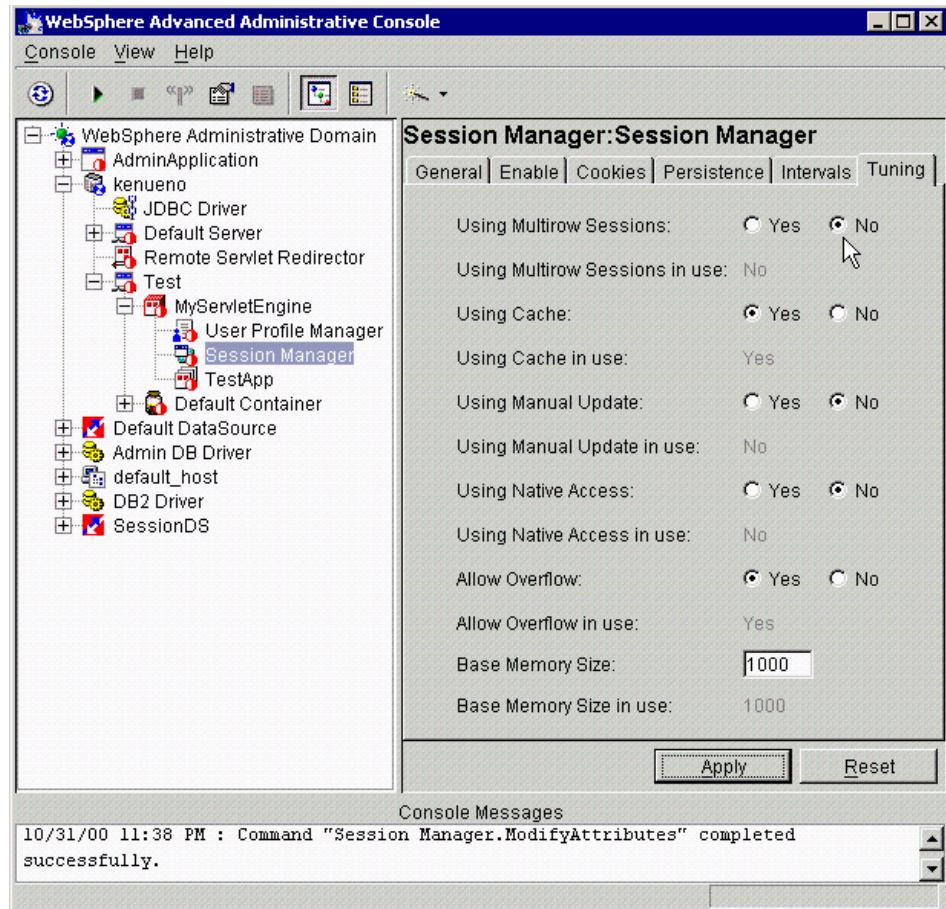 WebSphere Advanced Administrative Console
Console View Help
WebSphere Administrative Domain
AdminApplication
kenueno
JDBC Driver
Default Server
Remote Servlet Redirector
Test
MyServletEngine
User Profile Manager
Session Manager
TestApp
Default Container
Default DataSource
Admin DB Driver
default_host
DB2 Driver
SessionDS
Session Manager:Session Manager
General Enable Cookies Persistence Intervals Tuning
Using Multirow Sessions: Yes No
Using Multirow Sessions in use: No
Using Cache: Yes No
Using Cache in use: Yes
Using Manual Update: Yes No
Using Manual Update in use: No
Using Native Access: Yes No
Using Native Access in use: No
Allow Overflow: Yes No
Allow Overflow in use: Yes
Base Memory Size: 1000
Base Memory Size in use: 1000
Apply Reset
Console Messages
10/31/00 11:38 PM : Command "Session Manager.ModifyAttributes" completed
successfully.